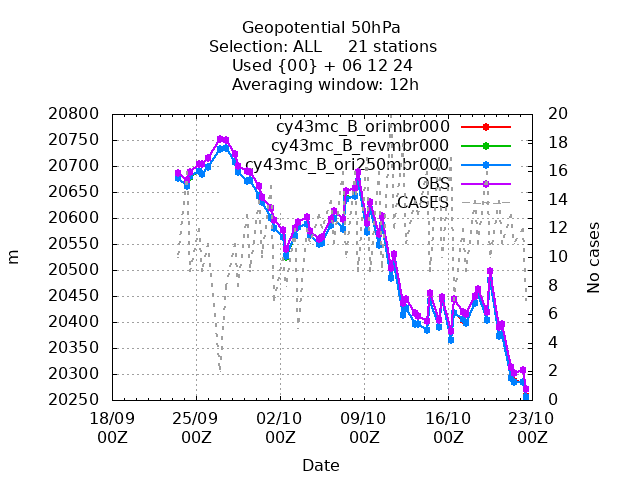 Geopotential 50hPa
Selection: ALL 21 stations
Used {00} + 06 12 24
Averaging window: 12h
cy43mc_B_orimbr000
cy43mc_B_revmbr000
cy43mc_B_ori250mbr000
OBS
CASES
20800
20750
20700
20650
20600
20550
20500
20450
20400
20350
20300
20250
m
20
18
16
14
12
10
8
6
4
2
0
No cases
18/09 25/09 02/10 09/10 16/10 23/10
00Z 00Z 00Z 00Z 00Z 00Z
Date